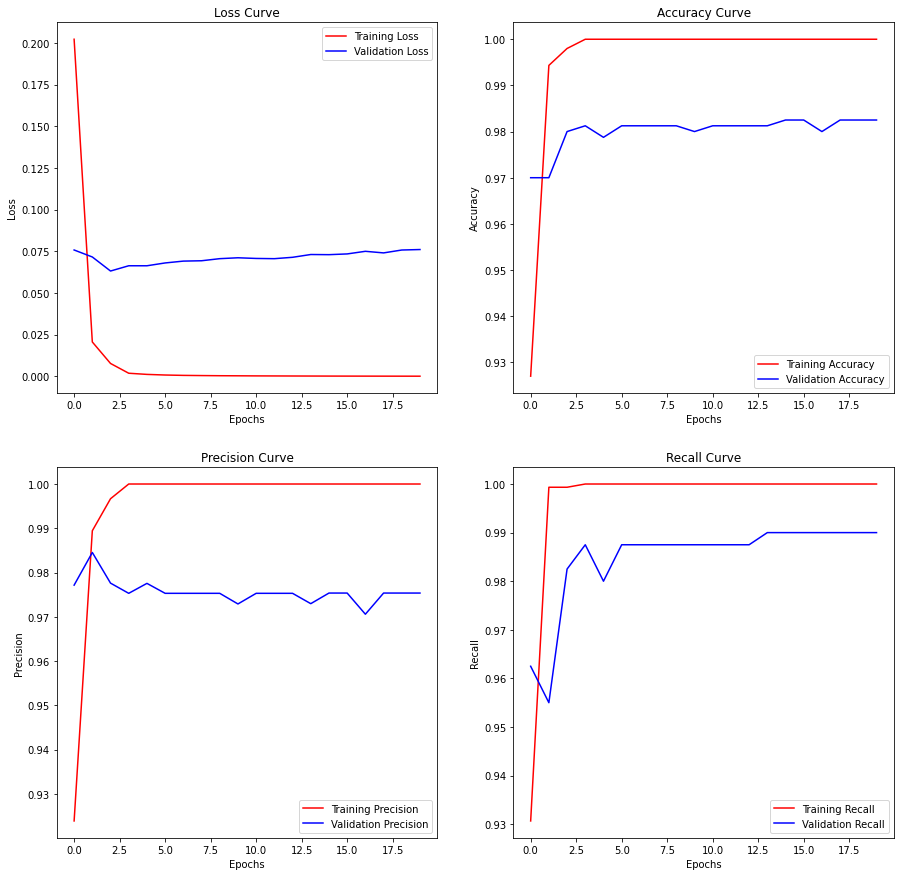 Loss Curve
0.200
0.175
0.150
0.125
0.100
0.075
0.050
0.025
0.000
Loss
Training Loss
Validation Loss
0.0 2.5 5.0 7.5 10.0 12.5 15.0 17.5
Epochs
Accuracy Curve
1.00
0.99
0.98
0.97
0.96
0.95
0.94
0.93
Accuracy
Training Accuracy
Validation Accuracy
0.0 2.5 5.0 7.5 10.0 12.5 15.0 17.5
Epochs
Precision Curve
1.00
0.99
0.98
0.97
0.96
0.95
0.94
0.93
Precision
Training Precision
Validation Precision
0.0 2.5 5.0 7.5 10.0 12.5 15.0 17.5
Epochs
Recall Curve
1.00
0.99
0.98
0.97
0.96
0.95
0.94
0.93
Recall
Training Recall
Validation Recall
0.0 2.5 5.0 7.5 10.0 12.5 15.0 17.5
Epochs